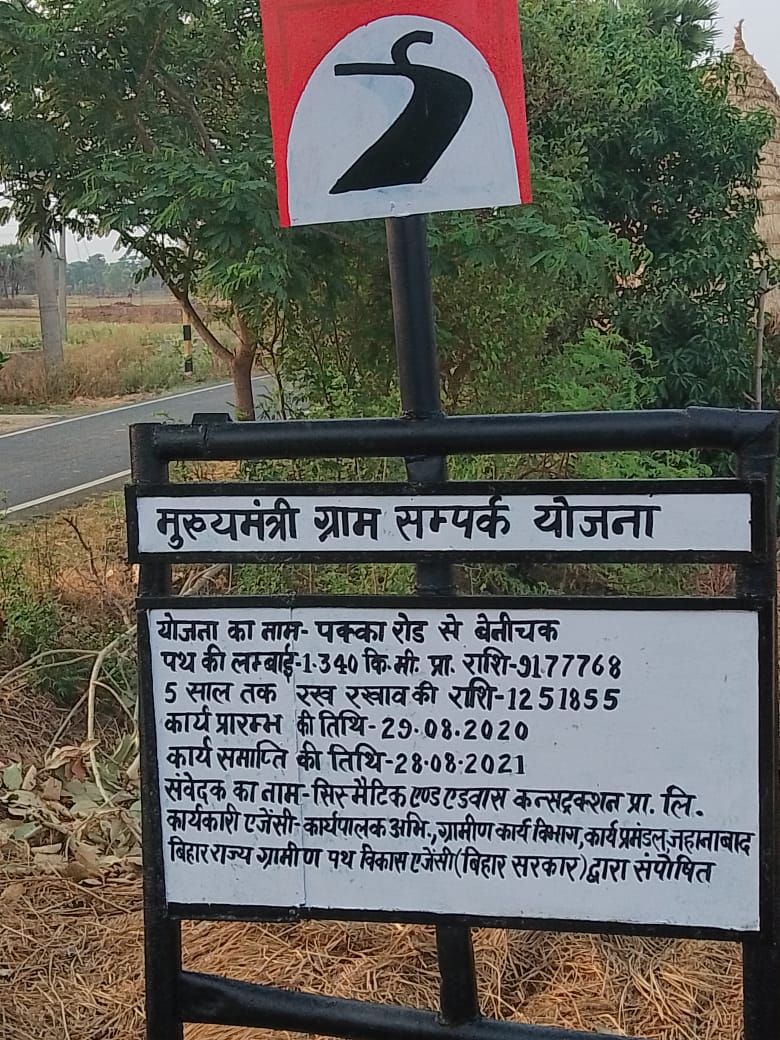 मुख्यमंत्री ग्राम सम्पर्क योजना
योजना का नाम- पक्का रोड से बेनीचक
पथ की लम्बाई-1.340 कि.मी. प्रा. राशि-9177768
5 साल तक रख रखाव की राशि-1251855
कार्य प्रारम्भ की तिथि-29.08.2020
कार्य समाप्ति की तिथि-28.08.2021
संवेदक का नाम-सिस्मैटिक एण्ड एडवास कन्सट्रक्शन प्रा. लि.
कार्यकारी एजेंसी-कार्यपालक अभि., ग्रामीण कार्य विभाग, कार्य प्रमंडल, जहानाबाद
बिहार राज्य ग्रामीण पथ विकास एजेंसी (बिहार सरकार) द्वारा संपोषित